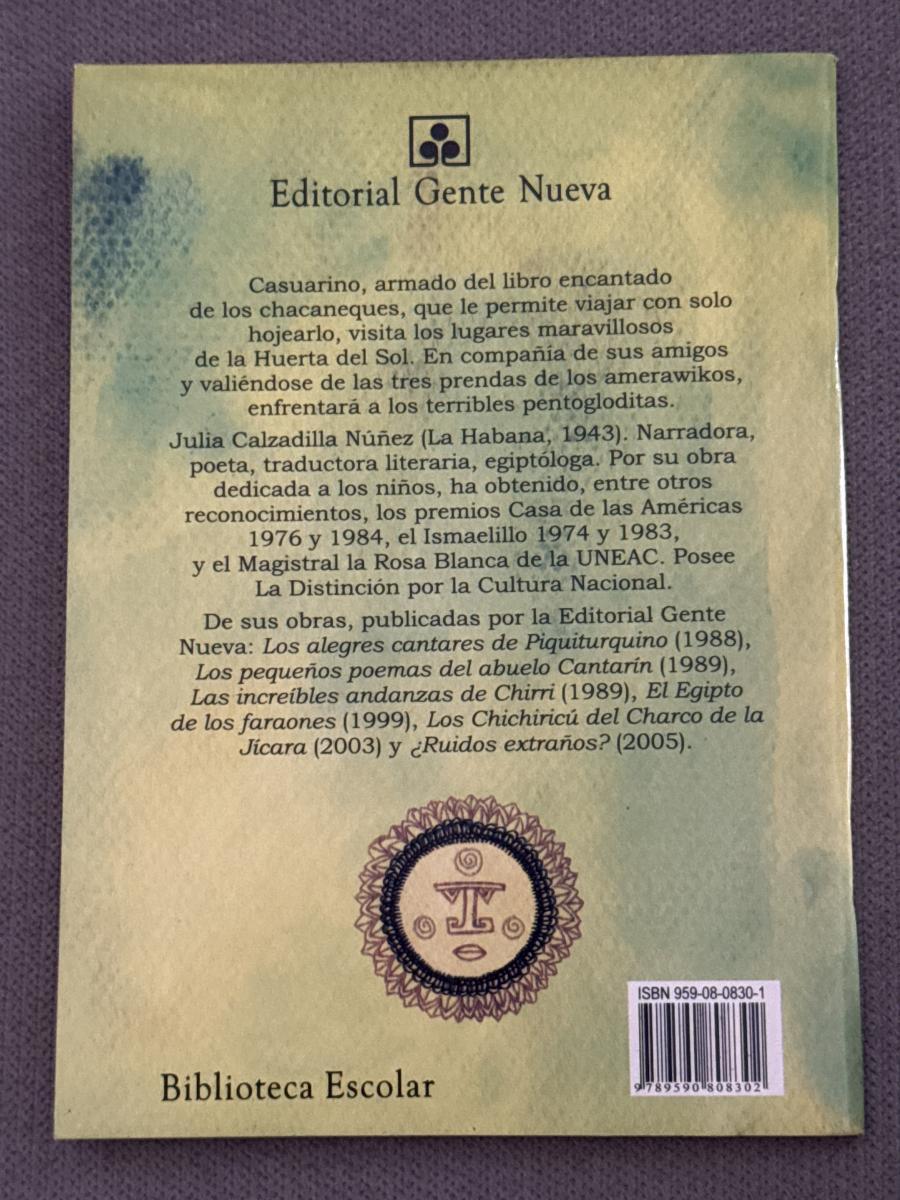 Editorial Gente Nueva
Casuarino, armado del libro encantado
de los chacaneques, que le permite viajar con solo
hojearlo, visita los lugares maravillosos
de la Huerta del Sol. En compañía de sus amigos
y valiéndose de las tres prendas de los amerawikos,
enfrentará a los terribles pentogloditas.
Julia Calzadilla Núñez (La Habana, 1943). Narradora,
poeta, traductora literaria, egiptóloga. Por su obra
dedicada a los niños, ha obtenido, entre otros
reconocimientos, los premios Casa de las Américas
1976 y 1984, el Ismaelillo 1974 y 1983,
y el Magistral la Rosa Blanca de la UNEAC. Posee
La Distinción por la Cultura Nacional.
De sus obras, publicadas por la Editorial Gente
Nueva: Los alegres cantares de Piquiturquino (1988),
Los pequeños poemas del abuelo Cantarín (1989),
Las increíbles andanzas de Chirri (1989), El Egipto
de los faraones (1999), Los Chichiricú del Charco de la
Jícara (2003) y ¿Ruidos extraños? (2005).
ISBN 959-08-0830-1
9 789590 808302
Biblioteca Escolar